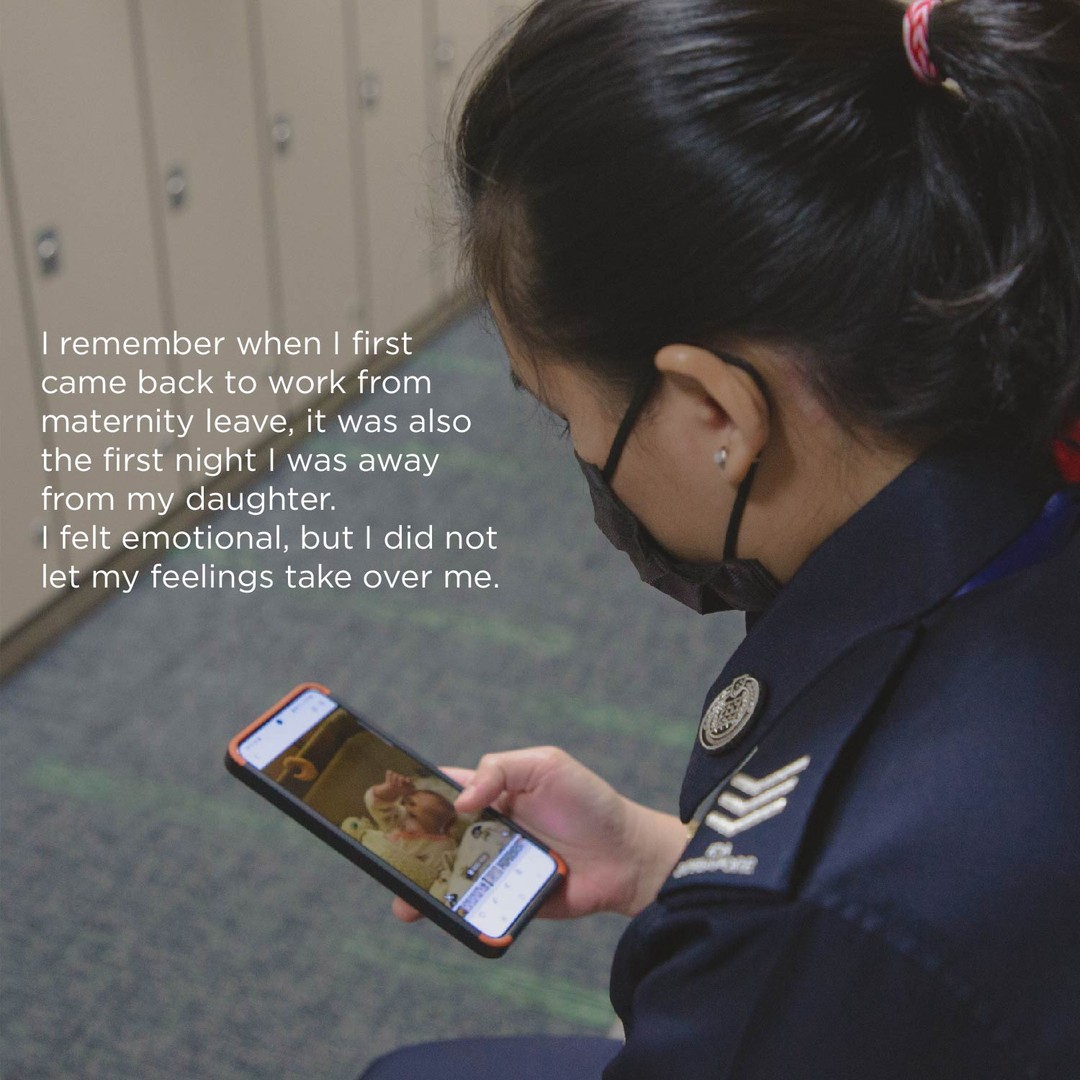 I remember when I first
came back to work from
maternity leave, it was also
the first night I was away
from my daughter.
I felt emotional, but I did not
let my feelings take over me.